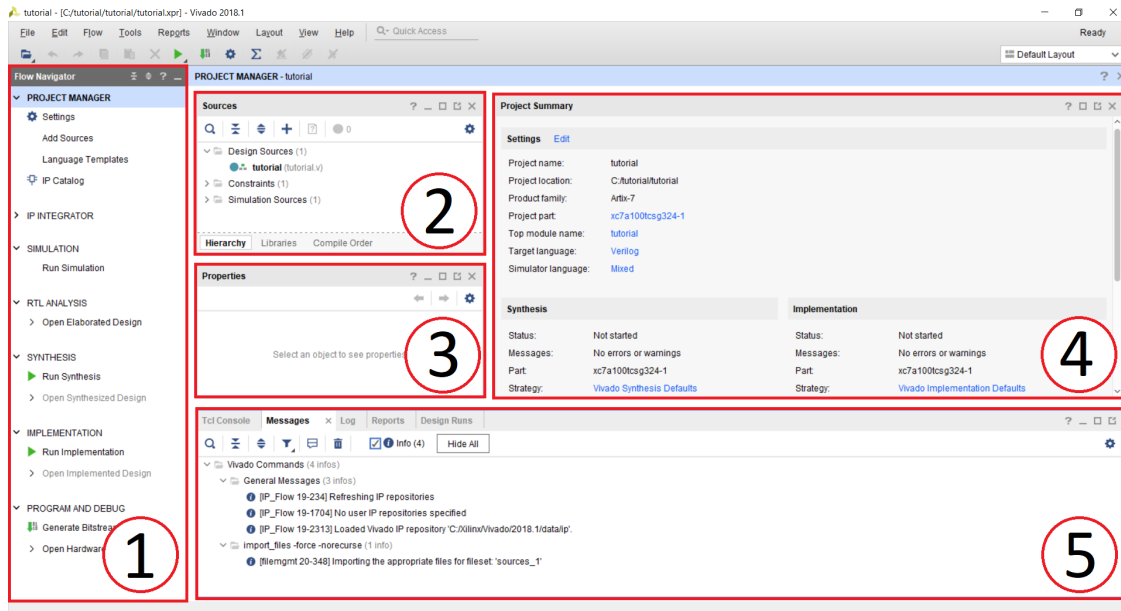 tutorial - [C:/tutorial/tutorial/tutorial.xpr] - Vivado 2018.1
File Edit Flow Tools Reports Window Layout View Help Quick Access
Ready
Default Layout
Flow Navigator
PROJECT MANAGER
Settings
Add Sources
Language Templates
IP Catalog
IP INTEGRATOR
SIMULATION
Run Simulation
RTL ANALYSIS
Open Elaborated Design
SYNTHESIS
Run Synthesis
Open Synthesized Design
IMPLEMENTATION
Run Implementation
Open Implemented Design
PROGRAM AND DEBUG
Generate Bitstream
Open Hardware
1
PROJECT MANAGER - tutorial
Sources
0
Design Sources (1)
tutorial (tutorial.v)
Constraints (1)
Simulation Sources (1)
2
Hierarchy Libraries Compile Order
Properties
Select an object to see properties
3
Project Summary
Settings Edit
Project name: tutorial
Project location: C:/tutorial/tutorial
Product family: Artix-7
Project part: xc7a100tcsg324-1
Top module name: tutorial
Target language: Verilog
Simulator language: Mixed
Synthesis
Status: Not started
Messages: No errors or warnings
Part: xc7a100tcsg324-1
Strategy: Vivado Synthesis Defaults
Implementation
Status: Not started
Messages: No errors or warnings
Part: xc7a100tcsg324-1
Strategy: Vivado Implementation Defaults
4
Tcl Console Messages Log Reports Design Runs
Info (4) Hide All
Vivado Commands (4 infos)
General Messages (3 infos)
[IP_Flow 19-234] Refreshing IP repositories
[IP_Flow 19-1704] No user IP repositories specified
[IP_Flow 19-2313] Loaded Vivado IP repository 'C:/Xilinx/Vivado/2018.1/data/ip'.
import_files -force -norecurse (1 info)
[filemgmt 20-348] Importing the appropriate files for fileset: 'sources_1'
5